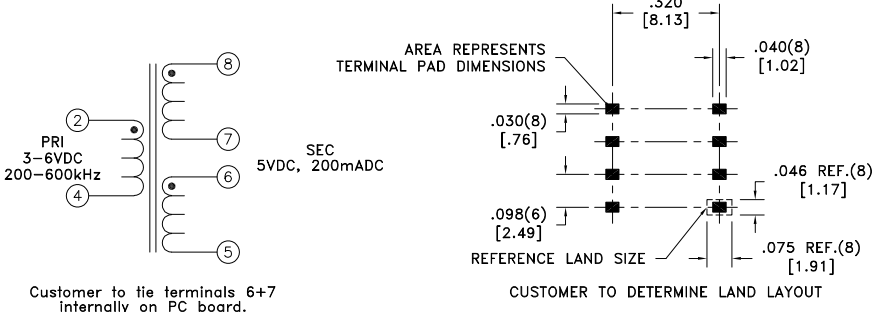 8
2
7
PRI
3-6VDC
200-600kHz
SEC
5VDC, 200mADC
6
4
5
Customer to tie terminals 6+7
internally on PC board.
.320
[8.13]
AREA REPRESENTS
TERMINAL PAD DIMENSIONS
.040(8)
[1.02]
.030(8)
[.76]
.046 REF.(8)
[1.17]
.098(6)
[2.49]
REFERENCE LAND SIZE
.075 REF.(8)
[1.91]
CUSTOMER TO DETERMINE LAND LAYOUT